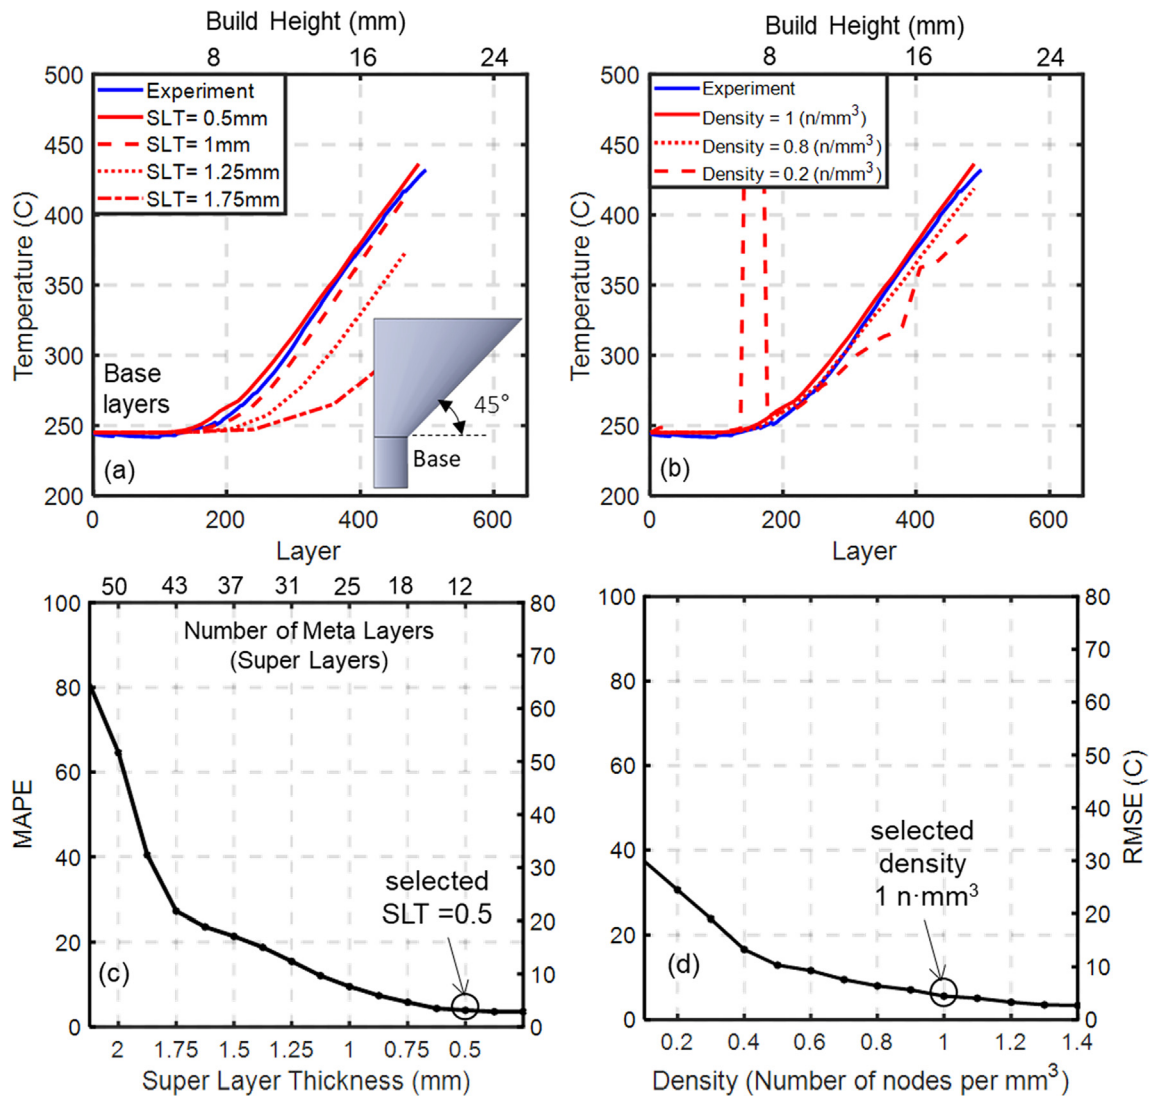 Build Height (mm)
8 16 24
500
450
400
350
300
250
200
Temperature (C)
Experiment
SLT= 0.5mm
SLT= 1mm
SLT= 1.25mm
SLT= 1.75mm
Base
layers
45°
Base
(a)
0 200 400 600
Layer
Build Height (mm)
8 16 24
500
450
400
350
300
250
200
Temperature (C)
Experiment
Density = 1 (n/mm³)
Density = 0.8 (n/mm³)
Density = 0.2 (n/mm³)
(b)
0 200 400 600
Layer
50 43 37 31 25 18 12
Number of Meta Layers
(Super Layers)
100
80
60
40
20
0
MAPE
80
70
60
50
40
30
20
10
0
selected
SLT =0.5
(c)
2 1.75 1.5 1.25 1 0.75 0.5
Super Layer Thickness (mm)
100
80
60
40
20
0
80
70
60
50
40
30
20
10
0
RMSE (C)
selected
density
1 n·mm³
(d)
0.2 0.4 0.6 0.8 1 1.2 1.4
Density (Number of nodes per mm³)